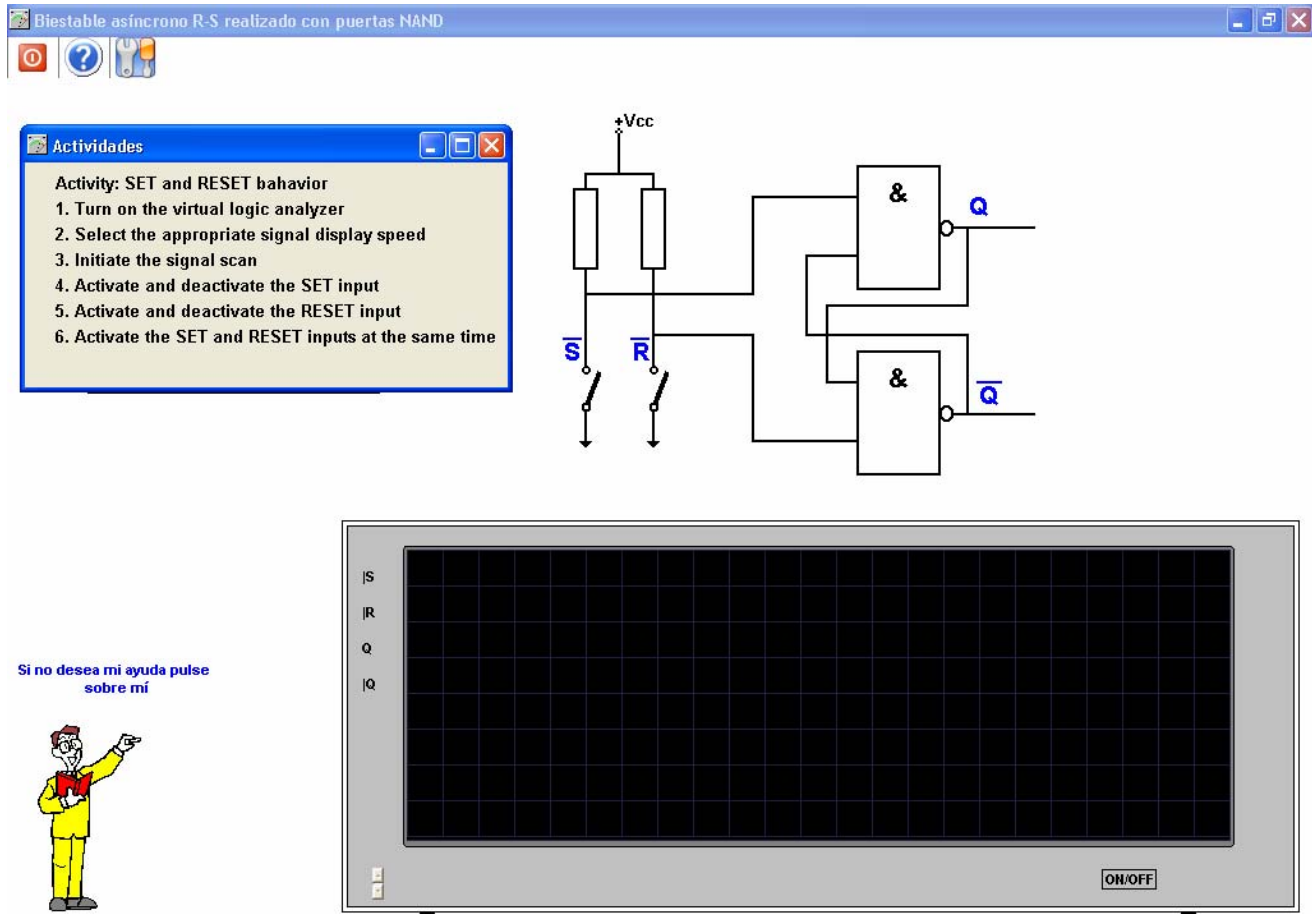 Biestable asíncrono R-S realizado con puertas NAND
Actividades
Activity: SET and RESET bahavior
1. Turn on the virtual logic analyzer
2. Select the appropriate signal display speed
3. Initiate the signal scan
4. Activate and deactivate the SET input
5. Activate and deactivate the RESET input
6. Activate the SET and RESET inputs at the same time
+Vcc
&
Q
S̅
R̅
&
Q̅
|S
|R
Q
|Q
Si no desea mi ayuda pulse
sobre mí
ON/OFF